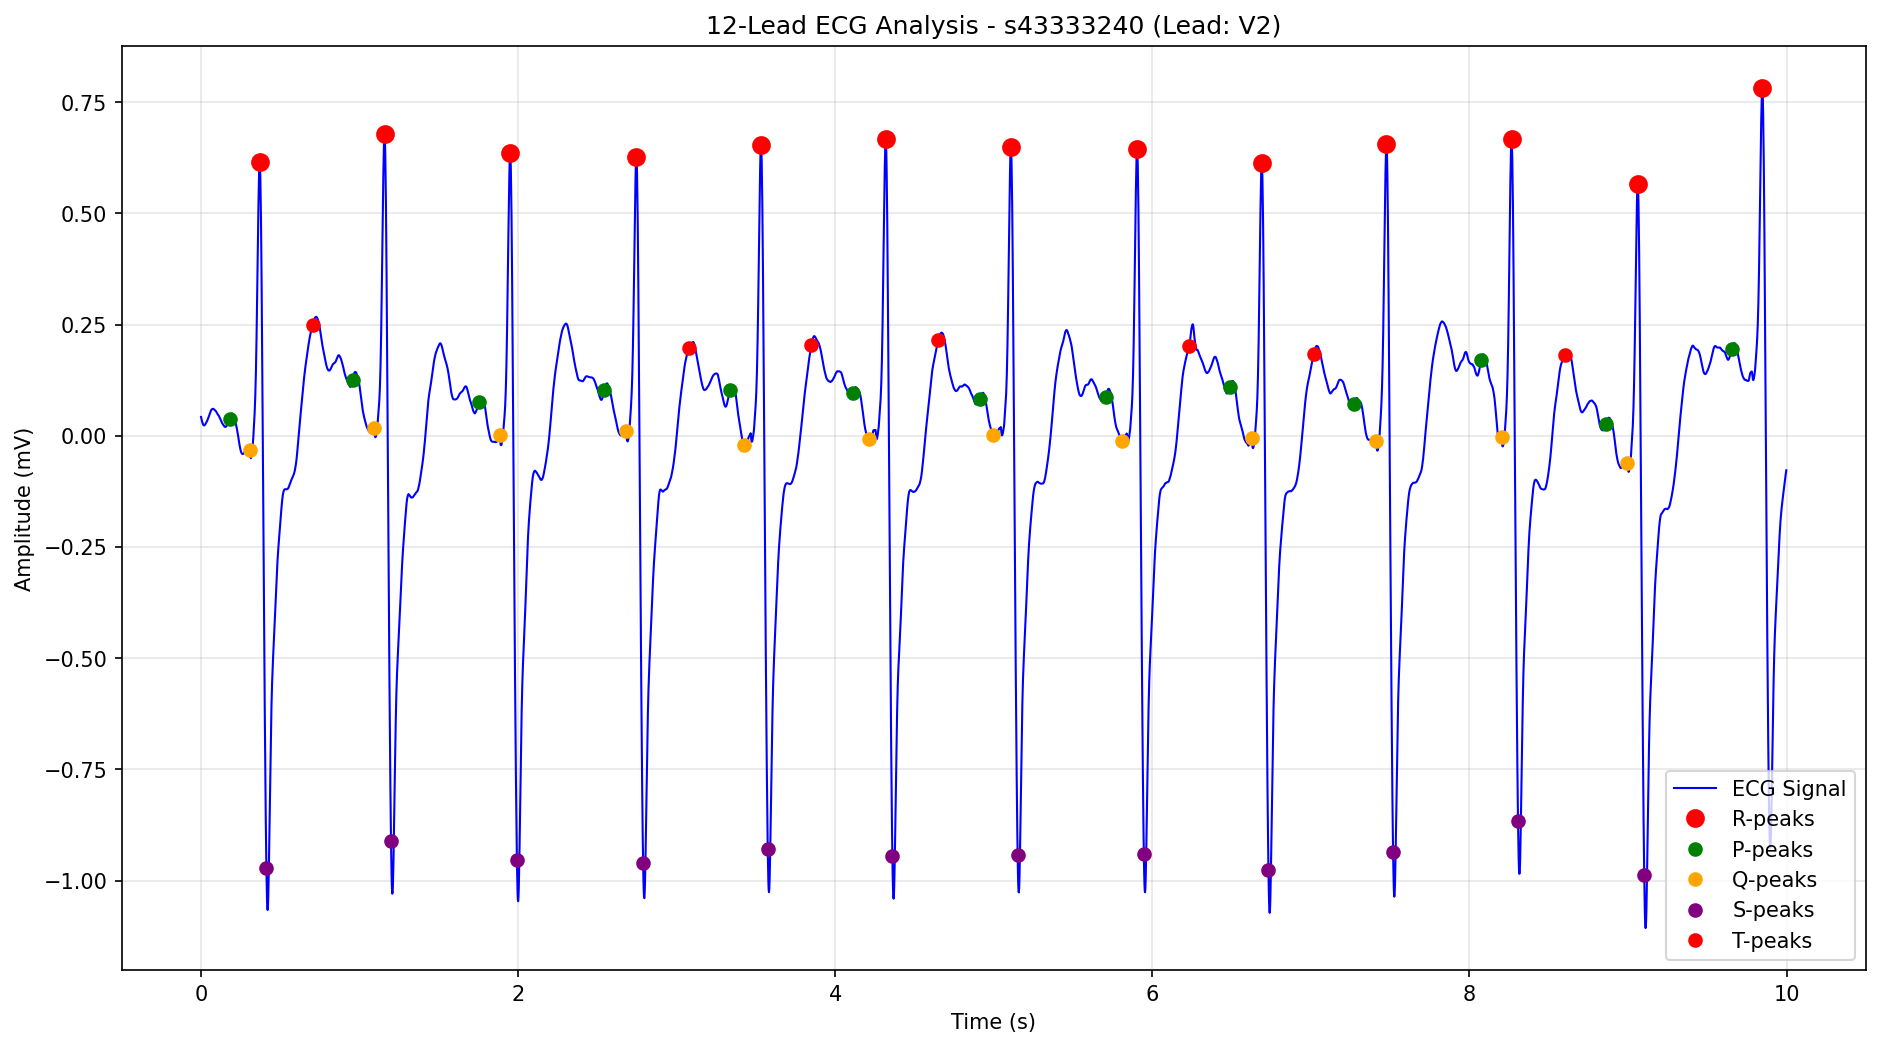 12-Lead ECG Analysis - s43333240 (Lead: V2)
Amplitude (mV)
0.75
0.50
0.25
0.00
−0.25
−0.50
−0.75
−1.00
ECG Signal
R-peaks
P-peaks
Q-peaks
S-peaks
T-peaks
0 2 4 6 8 10
Time (s)